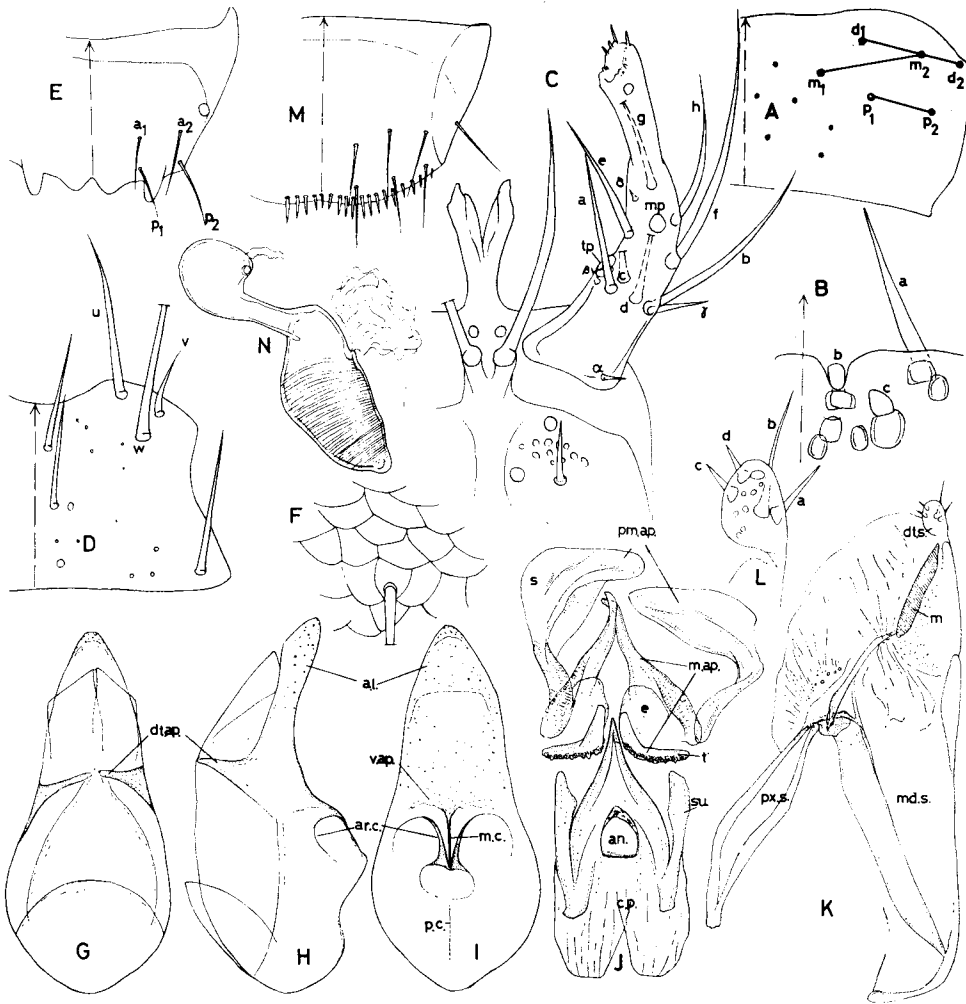 E
a1
a2
p1
p2
M
C
h
g
e
δ
a
mp
f
tp
β
c
d
b
γ
α
A
d1
m2
d2
m1
p1
p2
B
a
b
c
u
v
w
D
N
F
L
d
c
b
a
pm.ap.
s
m.ap.
e
t
su.
an.
c.p.
J
dt.s.
m
px.s.
md.s.
K
a.l.
dt.ap.
v.ap.
ar.c.
m.c.
p.c.
G
H
I